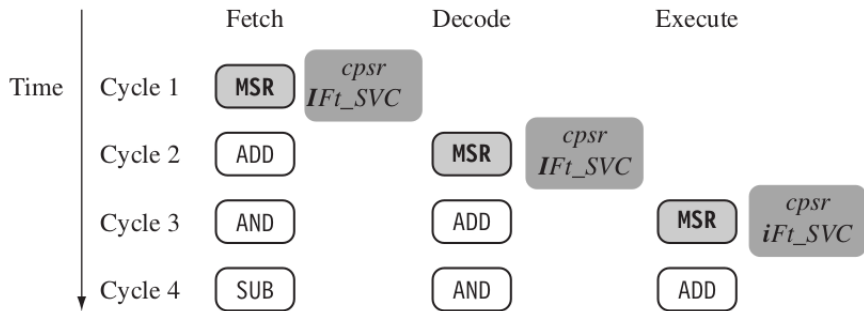 Fetch Decode Execute
Time Cycle 1 MSR cpsr
IFt_SVC
Cycle 2 ADD MSR cpsr
IFt_SVC
Cycle 3 AND ADD MSR cpsr
iFt_SVC
Cycle 4 SUB AND ADD